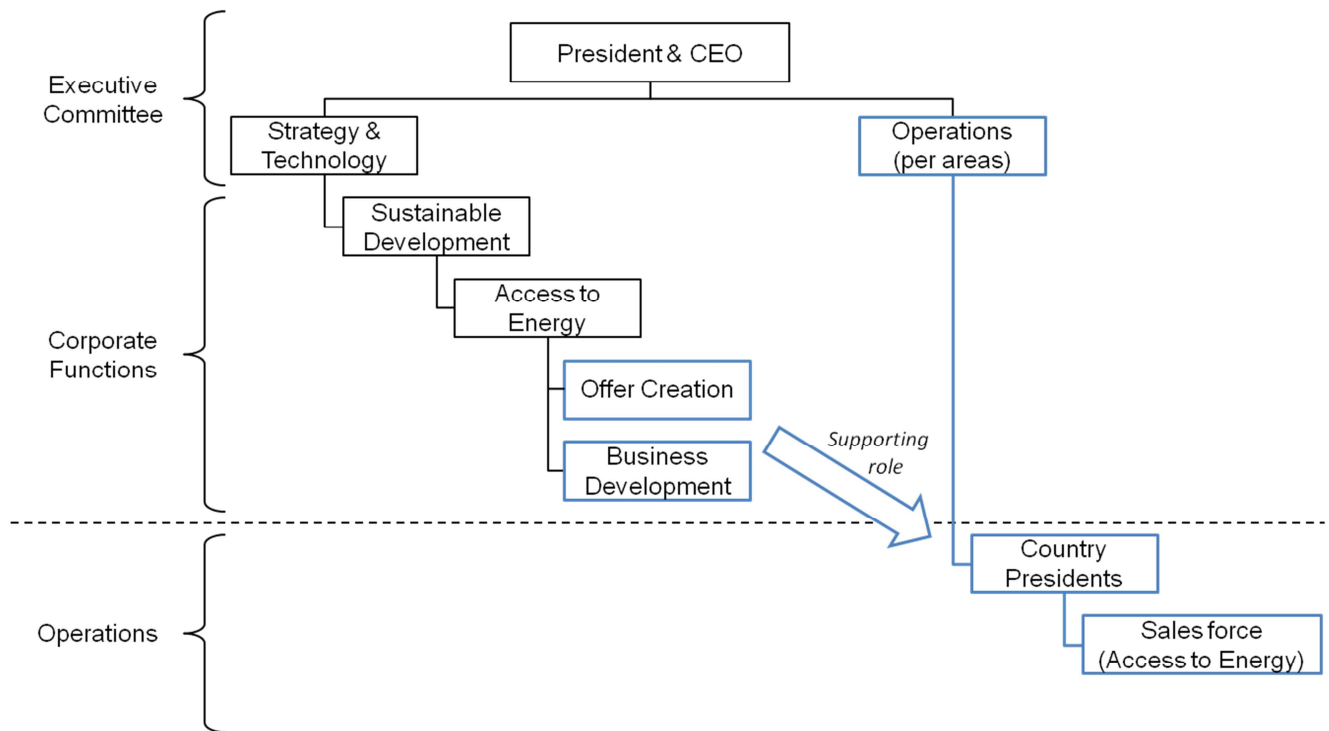 President & CEO
Executive
Committee
Strategy &
Technology
Operations
(per areas)
Sustainable
Development
Access to
Energy
Corporate
Functions
Offer Creation
Business
Development
Supporting
role
Country
Presidents
Operations
Sales force
(Access to Energy)